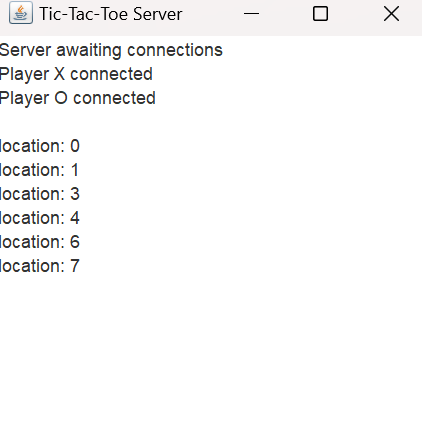 Tic-Tac-Toe Server
Server awaiting connections
Player X connected
Player O connected
location: 0
location: 1
location: 3
location: 4
location: 6
location: 7